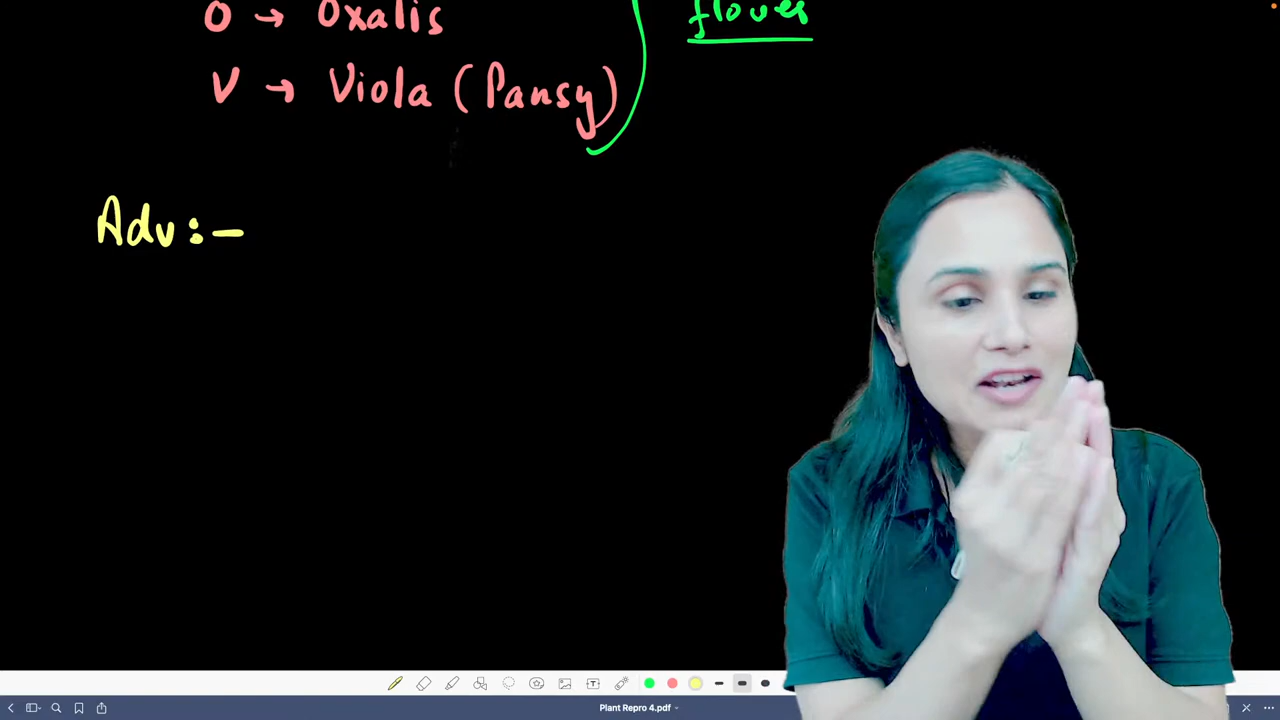 O → Oxalis
flower
V → Viola (Pansy)
Adv :-
Plant Repro 4.pdf